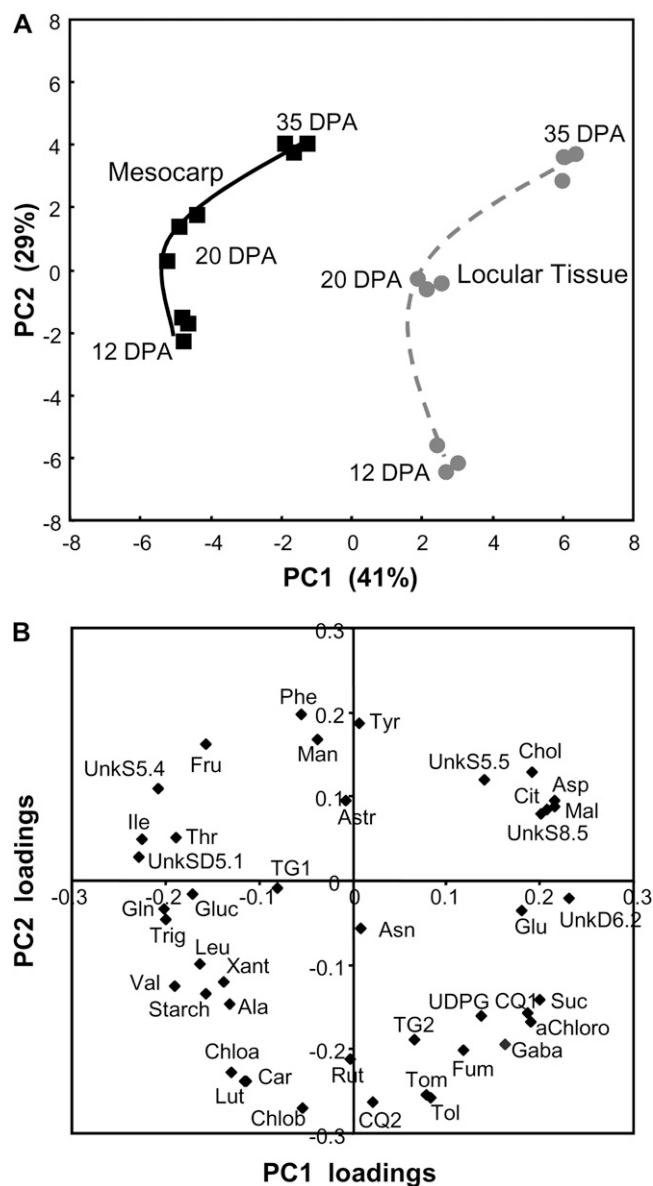 A
8
6
4
2
0
-2
-4
-6
-8
PC2 (29%)
35 DPA
Mesocarp
20 DPA
12 DPA
35 DPA
20 DPA
Locular Tissue
12 DPA
-8 -6 -4 -2 0 2 4 6 8
PC1 (41%)
B
0.3
0.2
0.1
-0.1
-0.2
-0.3
PC2 loadings
-0.3 -0.2 -0.1 0 0.1 0.2 0.3
Phe
Tyr
Man
Fru
UnkS5.4
UnkS5.5
Chol
Cit
Asp
Mal
UnkS8.5
Astr
Ile
Thr
UnkSD5.1
TG1
Gln
Gluc
Trig
Glu
UnkD6.2
Asn
Leu
Xant
Val
Starch
Ala
UDPG
CQ1
Suc
aChloro
TG2
Gaba
Fum
Chloa
Car
Rut
Lut
Tom
Tol
Chlob
CQ2
PC1 loadings